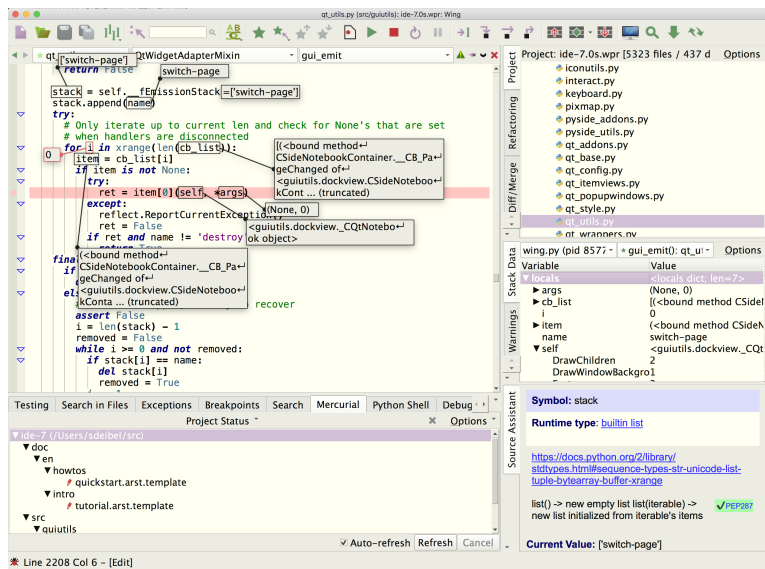 qt_utils.py (src/guiutils): ide-7.0s.wpr: Wing
QtWidgetAdapterMixin
gui_emit
['switch-page']
return False
switch-page
stack = self.__fEmissionStack
=['switch-page']
stack.append(name)
try:
# Only iterate up to current len and check for None's that are set
# when handlers are disconnected
for i in xrange(len(cb_list)):
0
item = cb_list[i]
if item is not None:
try:
ret = item[0](self, *args)
except:
reflect.ReportCurrentException()
ret = False
if ret and name != 'destroy
return True
[(<bound method↵
CSideNotebookContainer.__CB_Pa↵
geChanged of↵
<guiutils.dockview.CSideNoteboo↵
kCont ... (truncated)
(None, 0)
<guiutils.dockview._CQtNotebo↵
ok object>
(<bound method↵
CSideNotebookContainer.__CB_Pa↵
geChanged of↵
<guiutils.dockview.CSideNoteboo↵
kConta ... (truncated)
fina
if
els
to recover
assert False
i = len(stack) - 1
removed = False
while i >= 0 and not removed:
if stack[i] == name:
del stack[i]
removed = True
Testing Search in Files Exceptions Breakpoints Search Mercurial Python Shell Debug
Project Status
Options
ide-7 (/Users/sdeibel/src)
doc
en
howtos
quickstart.arst.template
intro
tutorial.arst.template
src
guiutils
Auto-refresh Refresh Cancel
Line 2208 Col 6 - [Edit]
Project
Refactoring
Diff/Merge
Project: ide-7.0s.wpr [5323 files / 437 d
Options
iconutils.py
interact.py
keyboard.py
pixmap.py
pyside_addons.py
pyside_utils.py
qt_addons.py
qt_base.py
qt_config.py
qt_itemviews.py
qt_popupwindows.py
qt_style.py
qt_utils.py
qt_wrappers.py
Stack Data
Warnings
wing.py (pid 8577
gui_emit(): qt_u
Options
Variable Value
locals <locals dict; len=7>
args (None, 0)
cb_list [(<bound method CSideN
i 0
item (<bound method CSideN
name switch-page
self <guiutils.dockview._CQt
DrawChildren 2
DrawWindowBackgro 1
Source Assistant
Symbol: stack
Runtime type: builtin list
https://docs.python.org/2/library/
stdtypes.html#sequence-types-str-unicode-list-
tuple-bytearray-buffer-xrange
list() -> new empty list list(iterable) ->
new list initialized from iterable's items
✓PEP287
Current Value: ['switch-page']